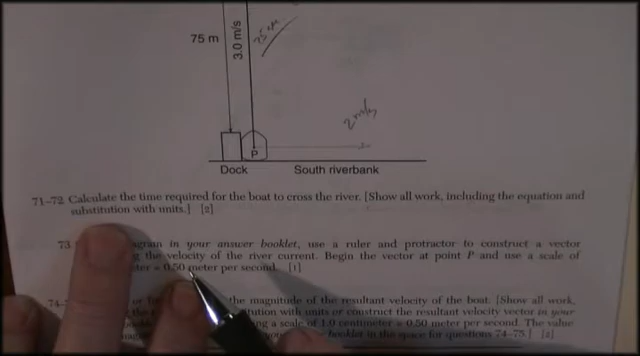 75 m
3.0 m/s
75m
2 m/s
P
Dock South riverbank
71–72 Calculate the time required for the boat to cross the river. [Show all work, including the equation and
substitution with units.] [2]
73 in your answer booklet, use a ruler and protractor to construct a vector
the velocity of the river current. Begin the vector at point P and use a scale of
= 0.50 meter per second. [1]
the magnitude of the resultant velocity of the boat. [Show all work,
with units or construct the resultant velocity vector in your
a scale of 1.0 centimeter = 0.50 meter per second. The value
booklet in the space for questions 74–75.] [2]